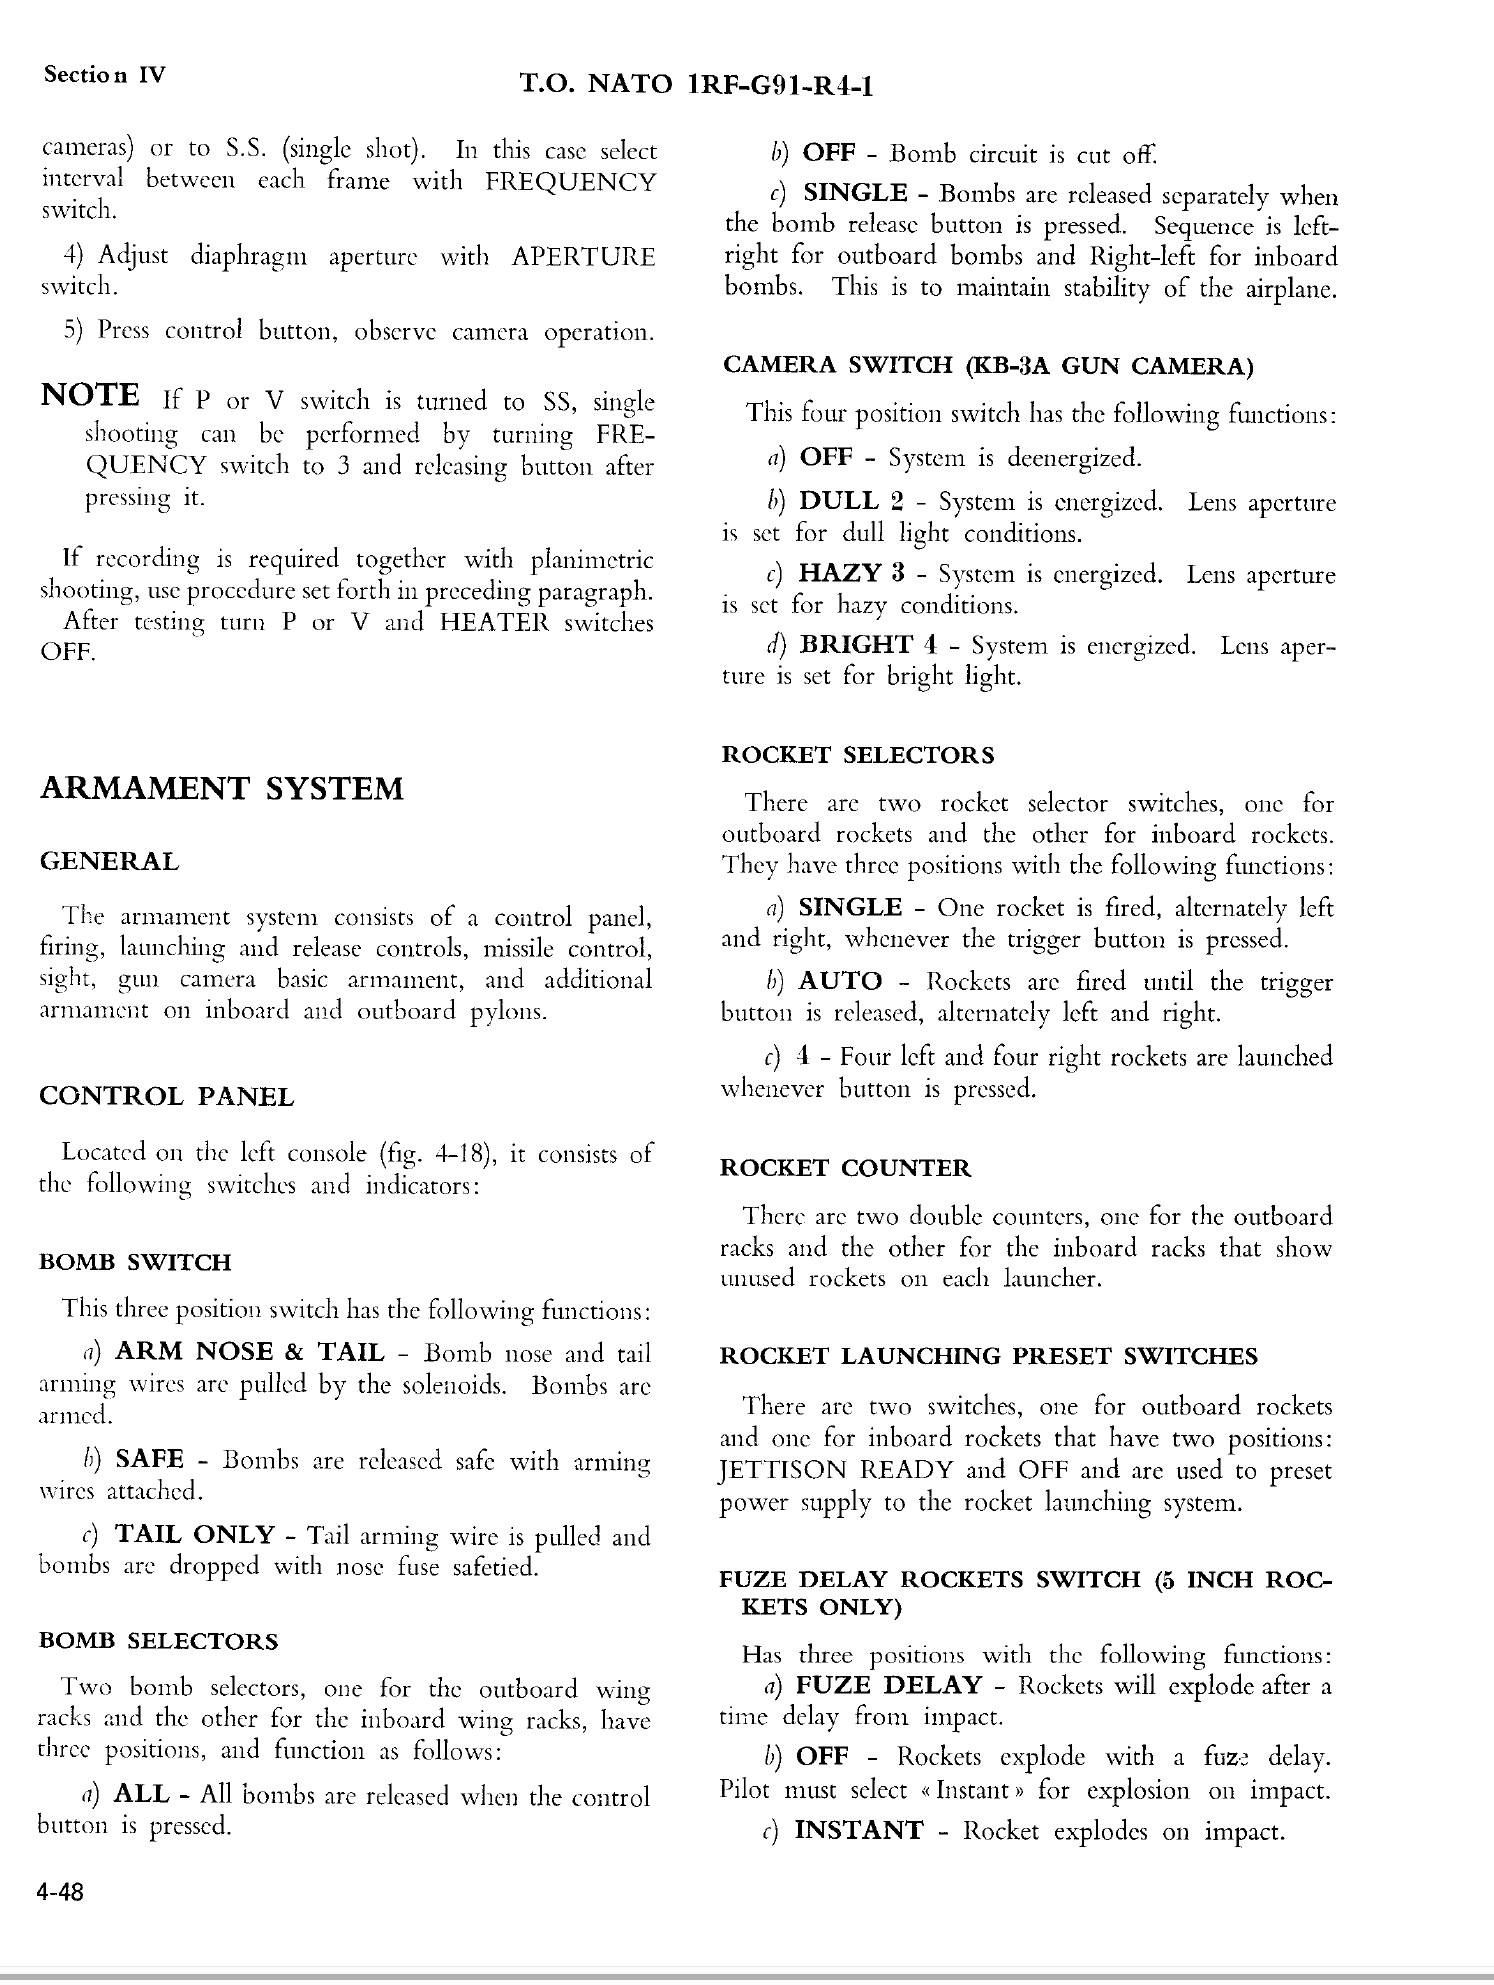 Section IV
T.O. NATO 1RF-G91-R4-1
cameras) or to S.S. (single shot). In this case select
interval between each frame with FREQUENCY
switch.
4) Adjust diaphragm aperture with APERTURE
switch.
5) Press control button, observe camera operation.
NOTE If P or V switch is turned to SS, single
shooting can be performed by turning FRE-
QUENCY switch to 3 and releasing button after
pressing it.
If recording is required together with planimetric
shooting, use procedure set forth in preceding paragraph.
After testing turn P or V and HEATER switches
OFF.
ARMAMENT SYSTEM
GENERAL
The armament system consists of a control panel,
firing, launching and release controls, missile control,
sight, gun camera basic armament, and additional
armament on inboard and outboard pylons.
CONTROL PANEL
Located on the left console (fig. 4-18), it consists of
the following switches and indicators:
BOMB SWITCH
This three position switch has the following functions:
a) ARM NOSE & TAIL - Bomb nose and tail
arming wires are pulled by the solenoids. Bombs are
armed.
b) SAFE - Bombs are released safe with arming
wires attached.
c) TAIL ONLY - Tail arming wire is pulled and
bombs are dropped with nose fuse safetied.
BOMB SELECTORS
Two bomb selectors, one for the outboard wing
racks and the other for the inboard wing racks, have
three positions, and function as follows:
a) ALL - All bombs are released when the control
button is pressed.
4-48
b) OFF - Bomb circuit is cut off.
c) SINGLE - Bombs are released separately when
the bomb release button is pressed. Sequence is left-
right for outboard bombs and Right-left for inboard
bombs. This is to maintain stability of the airplane.
CAMERA SWITCH (KB-3A GUN CAMERA)
This four position switch has the following functions:
a) OFF - System is deenergized.
b) DULL 2 - System is energized. Lens aperture
is set for dull light conditions.
c) HAZY 3 - System is energized. Lens aperture
is set for hazy conditions.
d) BRIGHT 4 - System is energized. Lens aper-
ture is set for bright light.
ROCKET SELECTORS
There are two rocket selector switches, one for
outboard rockets and the other for inboard rockets.
They have three positions with the following functions:
a) SINGLE - One rocket is fired, alternately left
and right, whenever the trigger button is pressed.
b) AUTO - Rockets are fired until the trigger
button is released, alternately left and right.
c) 4 - Four left and four right rockets are launched
whenever button is pressed.
ROCKET COUNTER
There are two double counters, one for the outboard
racks and the other for the inboard racks that show
unused rockets on each launcher.
ROCKET LAUNCHING PRESET SWITCHES
There are two switches, one for outboard rockets
and one for inboard rockets that have two positions:
JETTISON READY and OFF and are used to preset
power supply to the rocket launching system.
FUZE DELAY ROCKETS SWITCH (5 INCH ROC-
KETS ONLY)
Has three positions with the following functions:
a) FUZE DELAY - Rockets will explode after a
time delay from impact.
b) OFF - Rockets explode with a fuze delay.
Pilot must select « Instant » for explosion on impact.
c) INSTANT - Rocket explodes on impact.